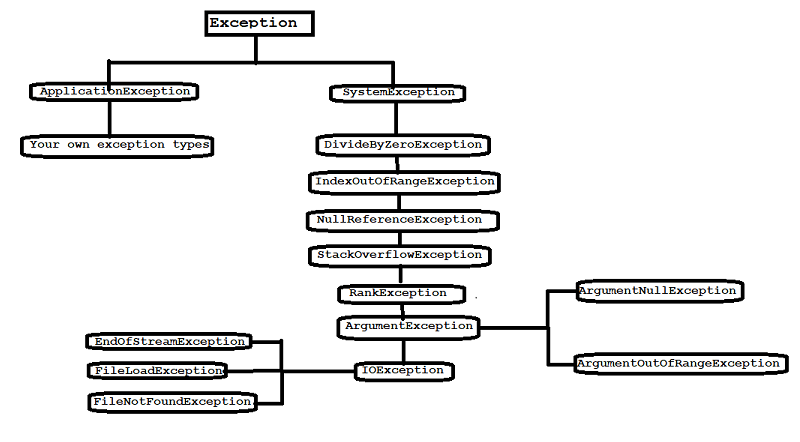 Exception
ApplicationException
SystemException
Your own exception types
DivideByZeroException
IndexOutOfRangeException
NullReferenceException
StackOverflowException
RankException
ArgumentNullException
ArgumentException
EndOfStreamException
FileLoadException
IOException
ArgumentOutOfRangeException
FileNotFoundException